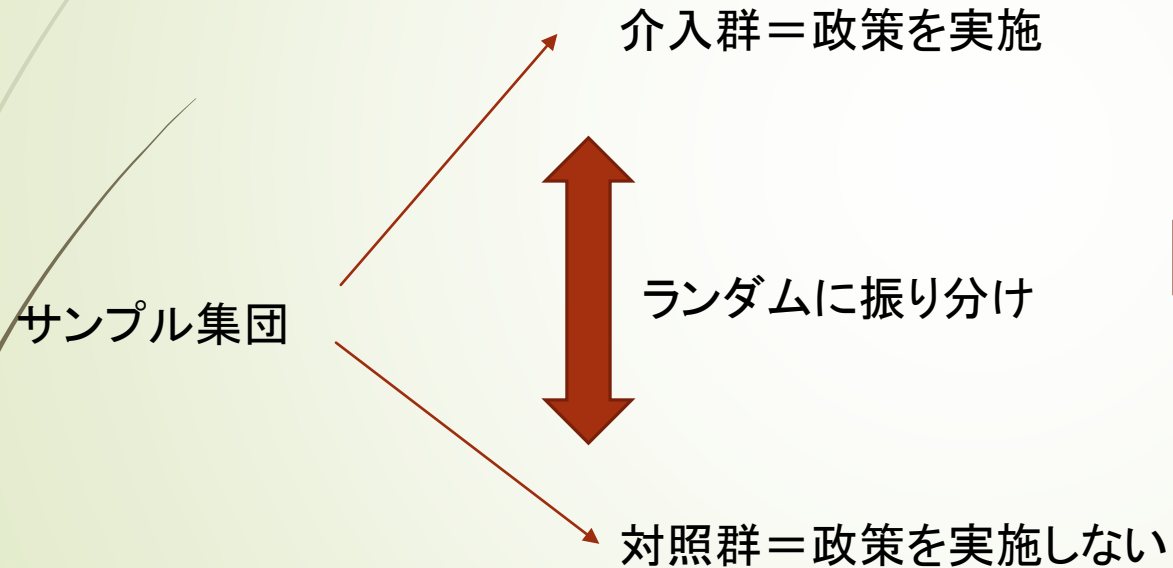 介入群＝政策を実施
ランダムに振り分け
サンプル集団
対照群＝政策を実施しない